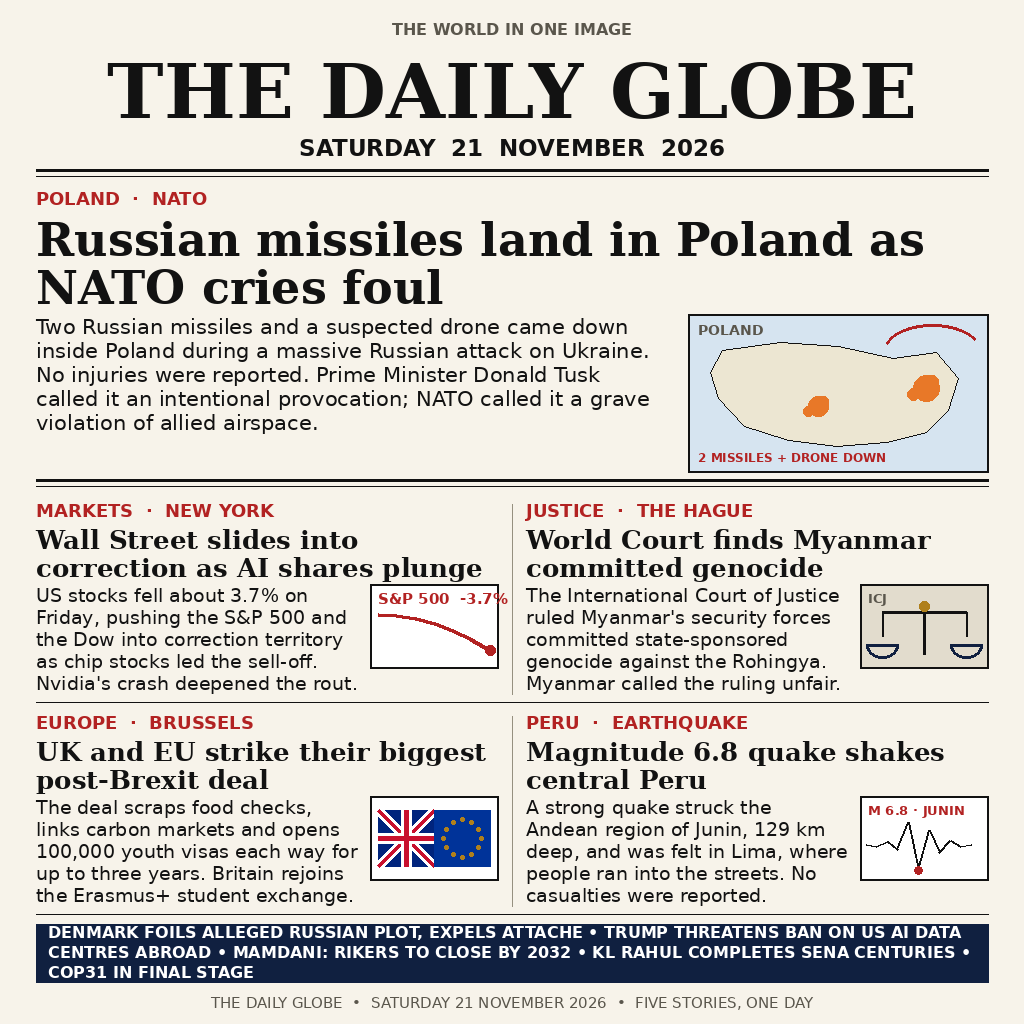 THE WORLD IN ONE IMAGE
THE DAILY GLOBE
SATURDAY 21 NOVEMBER 2026
POLAND · NATO
Russian missiles land in Poland as
NATO cries foul
Two Russian missiles and a suspected drone came down
inside Poland during a massive Russian attack on Ukraine.
No injuries were reported. Prime Minister Donald Tusk
called it an intentional provocation; NATO called it a grave
violation of allied airspace.
POLAND
2 MISSILES + DRONE DOWN
MARKETS · NEW YORK
Wall Street slides into
correction as AI shares plunge
US stocks fell about 3.7% on
Friday, pushing the S&P 500 and
the Dow into correction territory
as chip stocks led the sell-off.
Nvidia's crash deepened the rout.
S&P 500 -3.7%
JUSTICE · THE HAGUE
World Court finds Myanmar
committed genocide
The International Court of Justice
ruled Myanmar's security forces
committed state-sponsored
genocide against the Rohingya.
Myanmar called the ruling unfair.
ICJ
EUROPE · BRUSSELS
UK and EU strike their biggest
post-Brexit deal
The deal scraps food checks,
links carbon markets and opens
100,000 youth visas each way for
up to three years. Britain rejoins
the Erasmus+ student exchange.
PERU · EARTHQUAKE
Magnitude 6.8 quake shakes
central Peru
A strong quake struck the
Andean region of Junin, 129 km
deep, and was felt in Lima, where
people ran into the streets. No
casualties were reported.
M 6.8 · JUNIN
DENMARK FOILS ALLEGED RUSSIAN PLOT, EXPELS ATTACHE • TRUMP THREATENS BAN ON US AI DATA
CENTRES ABROAD • MAMDANI: RIKERS TO CLOSE BY 2032 • KL RAHUL COMPLETES SENA CENTURIES •
COP31 IN FINAL STAGE
THE DAILY GLOBE • SATURDAY 21 NOVEMBER 2026 • FIVE STORIES, ONE DAY